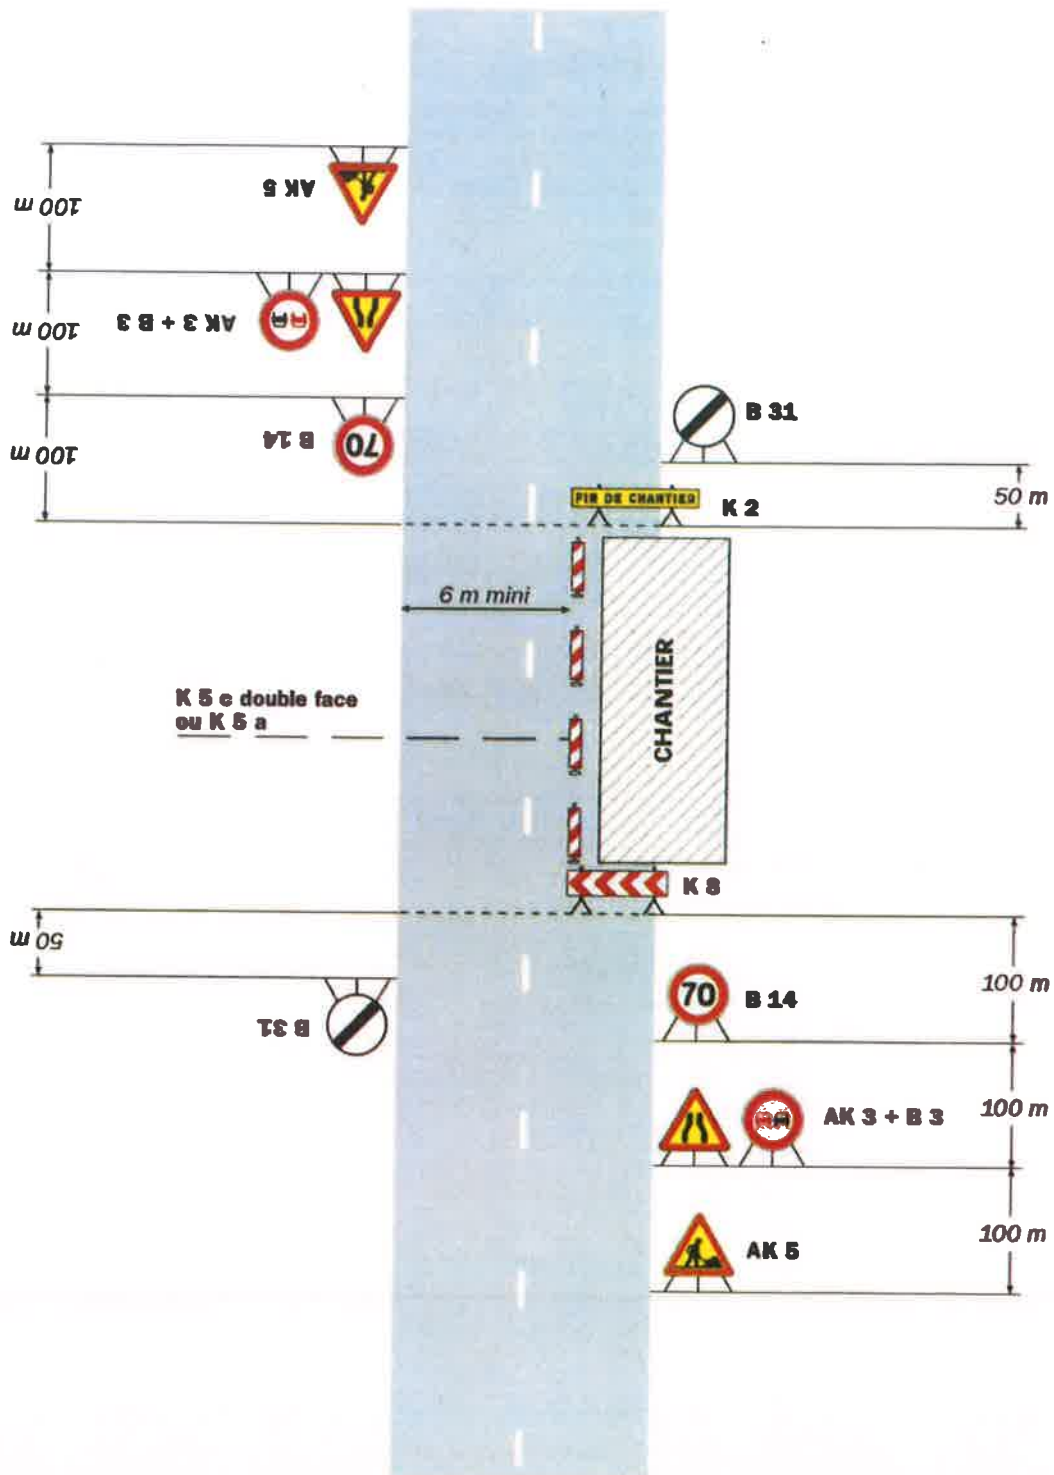 AK 5
100 m
AK 3 + B 3
100 m
B 14
70
100 m
B 31
50 m
FIN DE CHANTIER
K 2
6 m mini
CHANTIER
K 5 c double face
ou K 5 a
K 8
50 m
B 31
70
B 14
100 m
AK 3 + B 3
100 m
AK 5
100 m